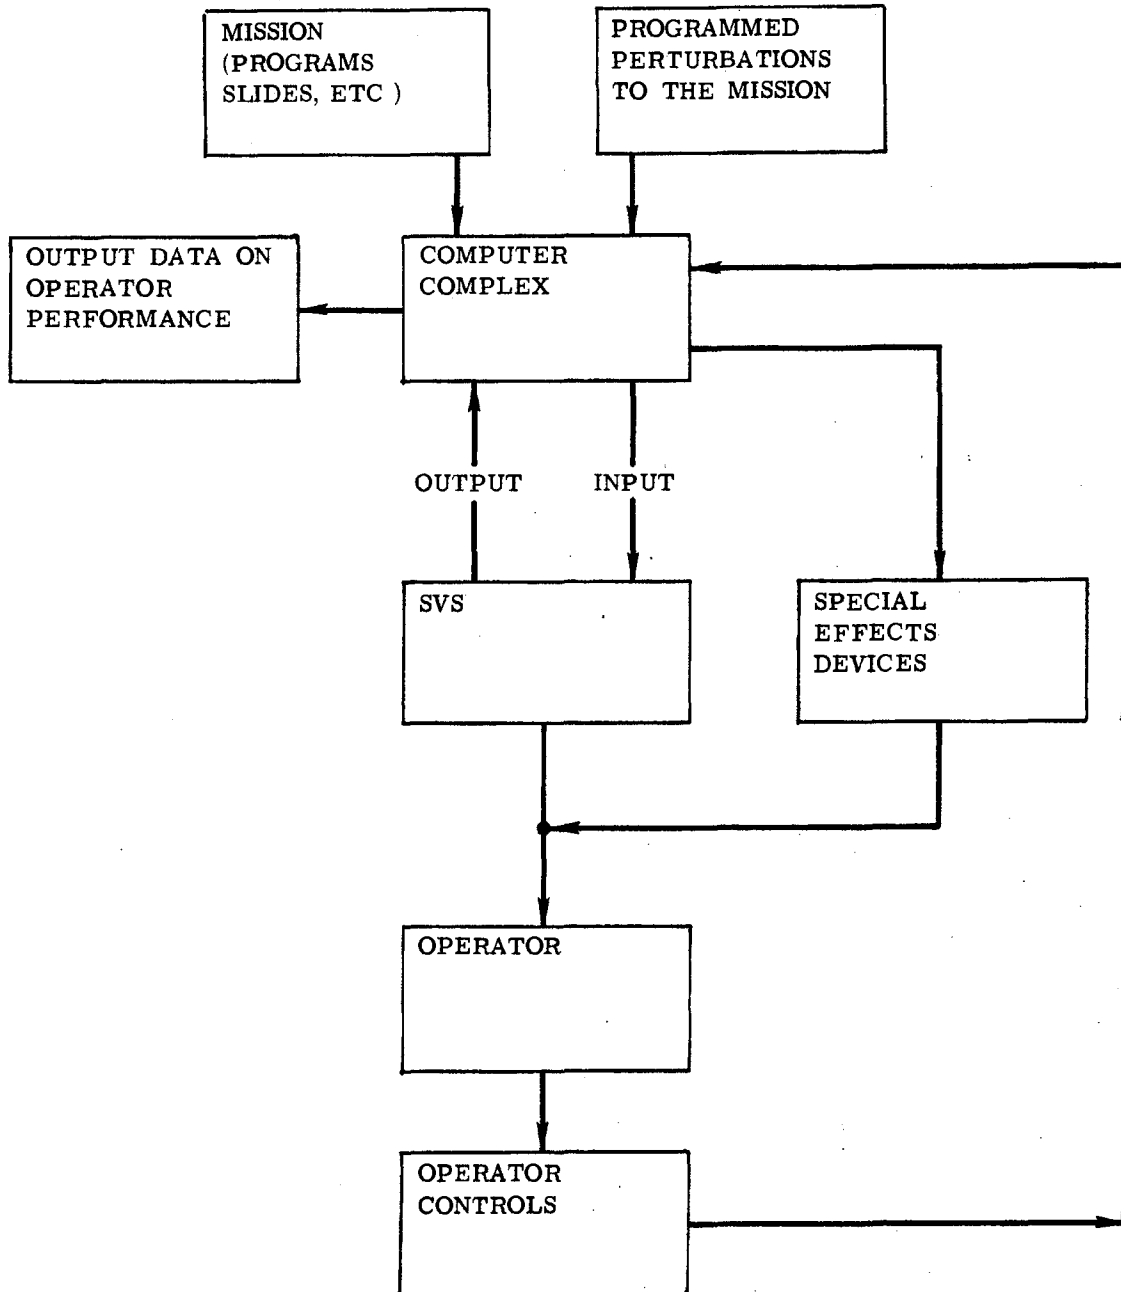 MISSION
(PROGRAMS
SLIDES, ETC )
PROGRAMMED
PERTURBATIONS
TO THE MISSION
OUTPUT DATA ON
OPERATOR
PERFORMANCE
COMPUTER
COMPLEX
OUTPUT
INPUT
SVS
SPECIAL
EFFECTS
DEVICES
OPERATOR
OPERATOR
CONTROLS